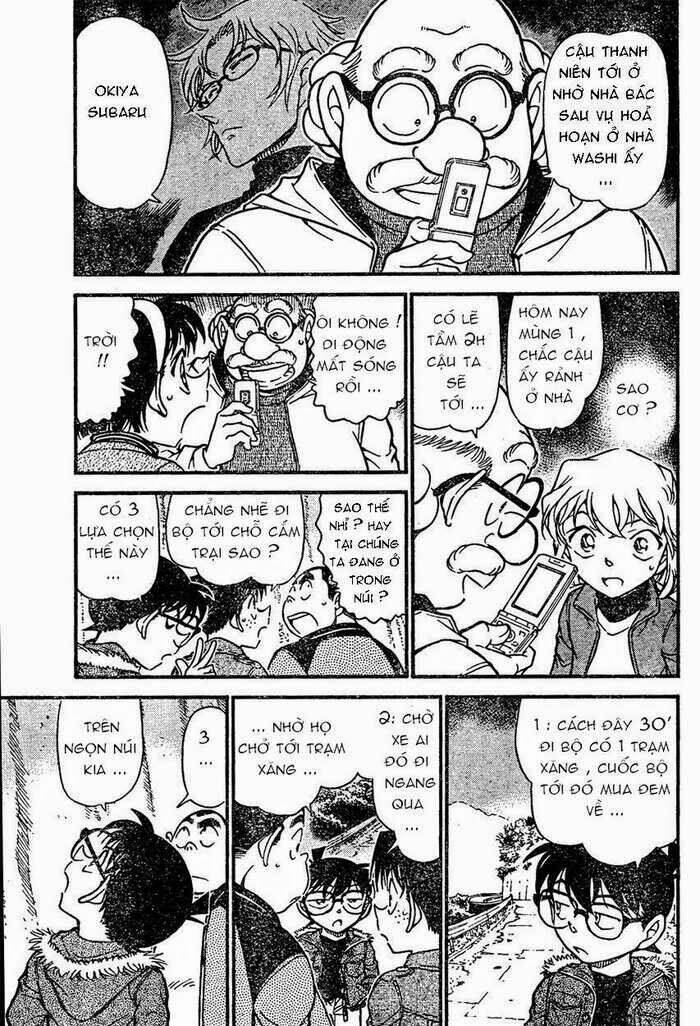 CẬU THANH
NIÊN TỚI Ở
NHỜ NHÀ BÁC
SAU VỤ HOẢ
HOẠN Ở NHÀ
WASHI ẤY
...
OKIYA
SUBARU
SAO
CƠ ?
HÔM NAY
MÙNG 1 ,
CHẮC CẬU
ẤY RẢNH
Ở NHÀ
CÓ LẼ
TẦM 2H
CẬU TA
SẼ
TỚI ...
ÔI KHÔNG !
DI ĐỘNG
MẤT SÓNG
RỒI ...
TRỜI
!!
SAO THẾ
NHỈ ? HAY
TẠI CHÚNG
TA ĐANG Ở
TRONG
NÚI ?
CHẲNG NHẼ ĐI
BỘ TỚI CHỖ CẮM
TRẠI SAO ?
CÓ 3
LỰA CHỌN
THẾ NÀY
...
1 : CÁCH ĐÂY 30'
ĐI BỘ CÓ 1 TRẠM
XĂNG , CUỐC BỘ
TỚI ĐÓ MUA ĐEM
VỀ ...
2: CHỜ
XE AI
ĐÓ ĐI
NGANG
QUA ...
... NHỜ HỌ
CHỞ TỚI TRẠM
XĂNG ...
3
...
TRÊN
NGỌN NÚI
KIA ...